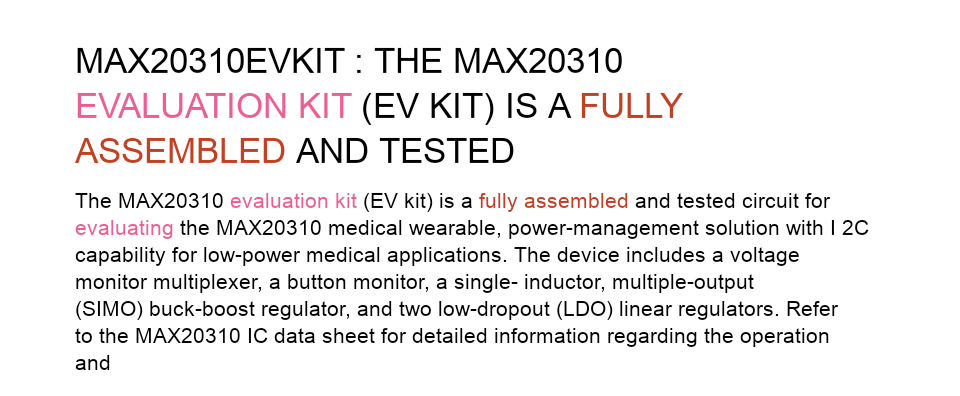 MAX20310EVKIT : THE MAX20310
EVALUATION KIT (EV KIT) IS A FULLY
ASSEMBLED AND TESTED
The MAX20310 evaluation kit (EV kit) is a fully assembled and tested circuit for
evaluating the MAX20310 medical wearable, power-management solution with I 2C
capability for low-power medical applications. The device includes a voltage
monitor multiplexer, a button monitor, a single- inductor, multiple-output
(SIMO) buck-boost regulator, and two low-dropout (LDO) linear regulators. Refer
to the MAX20310 IC data sheet for detailed information regarding the operation
and